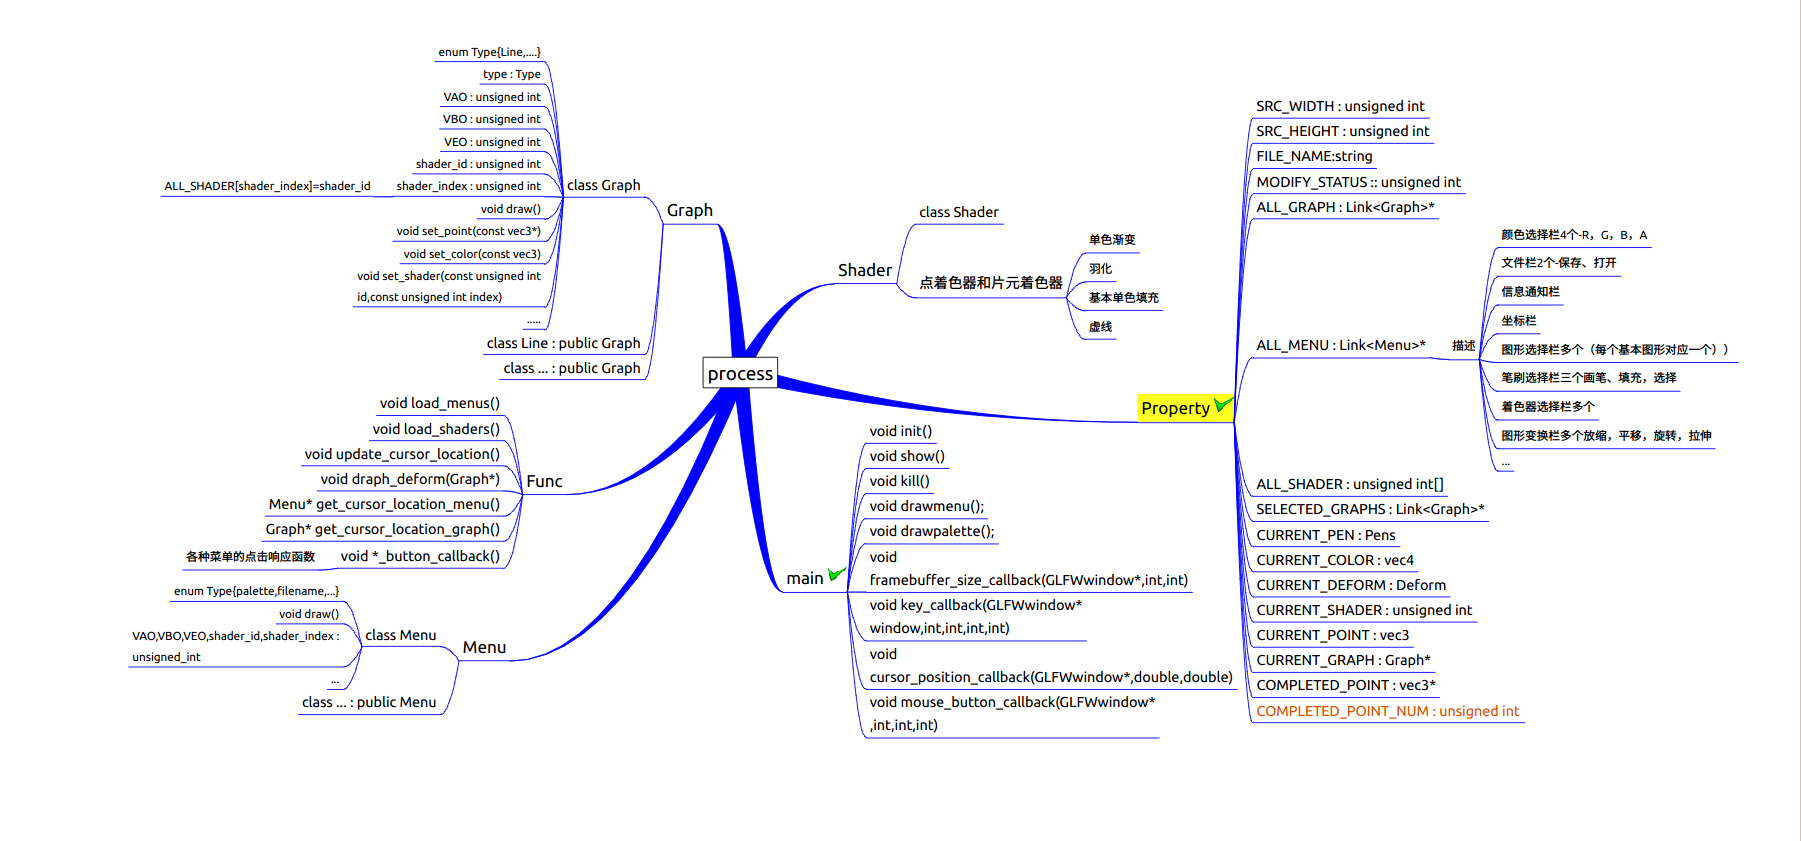 process
Graph
class Graph
enum Type{Line,....}
type : Type
VAO : unsigned int
VBO : unsigned int
VEO : unsigned int
shader_id : unsigned int
shader_index : unsigned int
ALL_SHADER[shader_index]=shader_id
void draw()
void set_point(const vec3*)
void set_color(const vec3)
void set_shader(const unsigned int
id,const unsigned int index)
.....
class Line : public Graph
class ... : public Graph
Func
void load_menus()
void load_shaders()
void update_cursor_location()
void draph_deform(Graph*)
Menu* get_cursor_location_menu()
Graph* get_cursor_location_graph()
void *_button_callback()
各种菜单的点击响应函数
Menu
class Menu
enum Type{palette,filename,...}
void draw()
VAO,VBO,VEO,shader_id,shader_index :
unsigned_int
...
class ... : public Menu
Shader
class Shader
点着色器和片元着色器
单色渐变
羽化
基本单色填充
虚线
Property
SRC_WIDTH : unsigned int
SRC_HEIGHT : unsigned int
FILE_NAME:string
MODIFY_STATUS :: unsigned int
ALL_GRAPH : Link<Graph>*
ALL_MENU : Link<Menu>*
描述
颜色选择栏4个-R，G，B，A
文件栏2个-保存、打开
信息通知栏
坐标栏
图形选择栏多个（每个基本图形对应一个））
笔刷选择栏三个画笔、填充，选择
着色器选择栏多个
图形变换栏多个放缩，平移，旋转，拉伸
...
ALL_SHADER : unsigned int[]
SELECTED_GRAPHS : Link<Graph>*
CURRENT_PEN : Pens
CURRENT_COLOR : vec4
CURRENT_DEFORM : Deform
CURRENT_SHADER : unsigned int
CURRENT_POINT : vec3
CURRENT_GRAPH : Graph*
COMPLETED_POINT : vec3*
COMPLETED_POINT_NUM : unsigned int
main
void init()
void show()
void kill()
void drawmenu();
void drawpalette();
void
framebuffer_size_callback(GLFWwindow*,int,int)
void key_callback(GLFWwindow*
window,int,int,int,int)
void
cursor_position_callback(GLFWwindow*,double,double)
void mouse_button_callback(GLFWwindow*
,int,int,int)